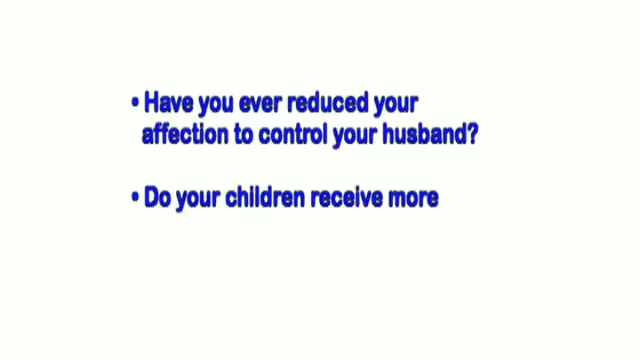 • Have you ever reduced your
affection to control your husband?
• Do your children receive more